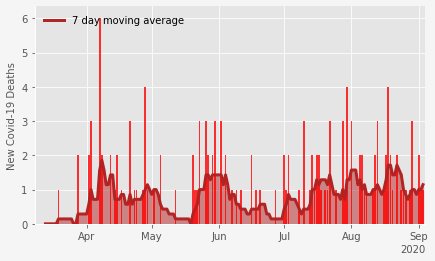 7 day moving average
New Covid-19 Deaths
6
5
4
3
2
1
0
Apr
May
Jun
Jul
Aug
Sep
2020